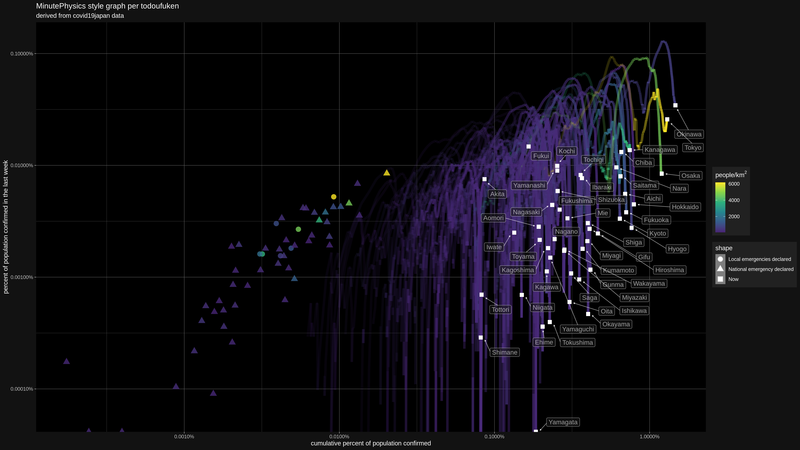 MinutePhysics style graph per todoufuken
derived from covid19japan data
percent of population confirmed in the last week
0.10000%
0.01000%
0.00100%
0.00010%
0.0010%
0.0100%
0.1000%
1.0000%
cumulative percent of population confirmed
Okinawa
Tokyo
Kanagawa
Kochi
Fukui
Tochigi
Chiba
Osaka
Yamanashi
Ibaraki
Saitama
Nara
Akita
Fukushima
Shizuoka
Aichi
Hokkaido
Nagasaki
Mie
Aomori
Fukuoka
Nagano
Kyoto
Iwate
Shiga
Hyogo
Toyama
Miyagi
Gifu
Kagoshima
Kumamoto
Hiroshima
Kagawa
Gunma
Wakayama
Saga
Miyazaki
Tottori
Niigata
Oita
Ishikawa
Okayama
Yamaguchi
Ehime
Tokushima
Shimane
Yamagata
people/km²
6000
4000
2000
shape
Local emergencies declared
National emergency declared
Now